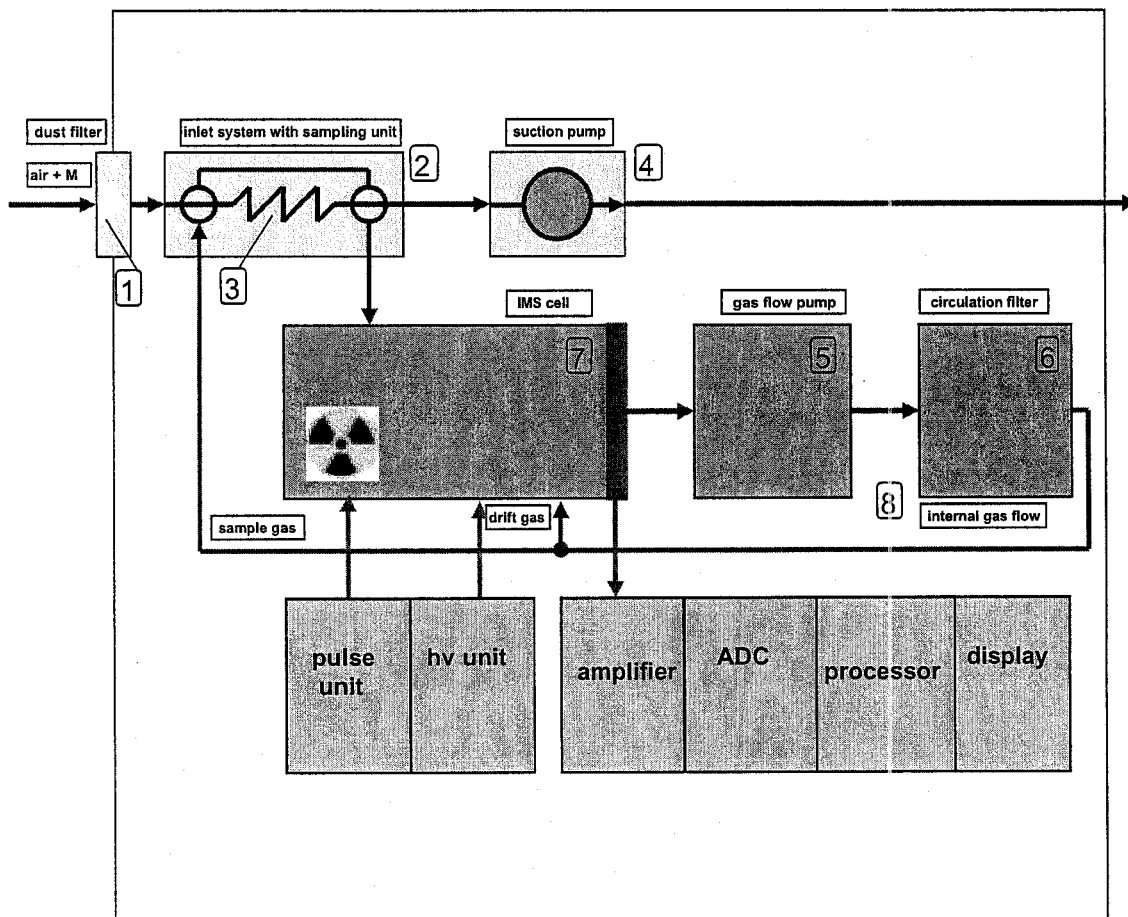 dust filter
inlet system with sampling unit
suction pump
2
4
air + M
1
3
IMS cell
gas flow pump
circulation filter
7
5
6
8
sample gas
drift gas
internal gas flow
pulse
unit
hv unit
amplifier
ADC
processor
display